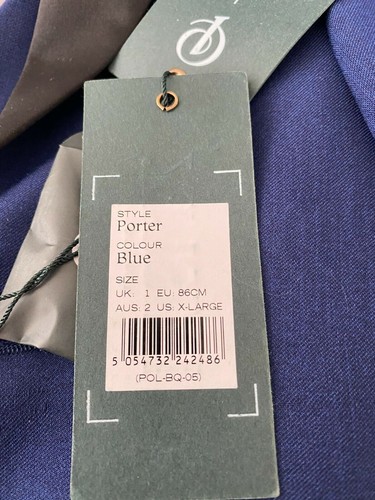 STYLE
Porter
COLOUR
Blue
SIZE
UK: 1 EU: 86CM
AUS: 2 US: X-LARGE
5 054732 242486
(POL-BQ-05)